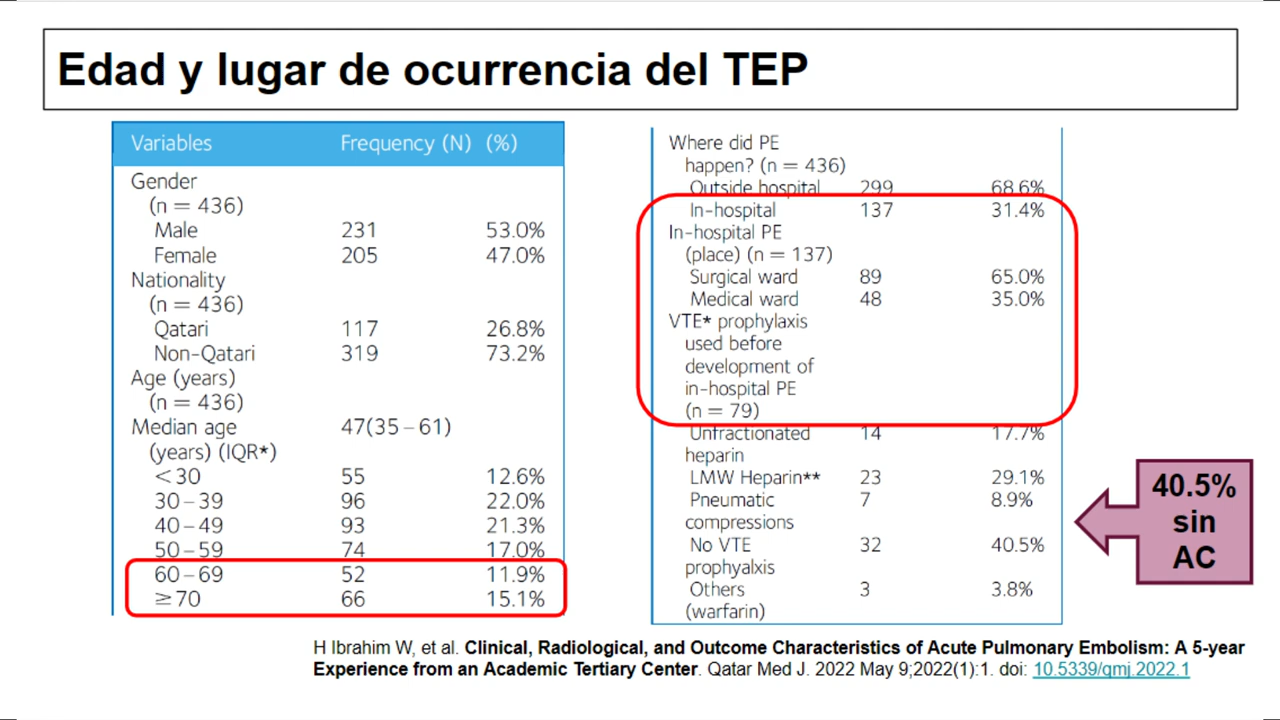 Edad y lugar de ocurrencia del TEP
Variables Frequency (N) (%)
Gender
(n = 436)
Male 231 53.0%
Female 205 47.0%
Nationality
(n = 436)
Qatari 117 26.8%
Non-Qatari 319 73.2%
Age (years)
(n = 436)
Median age 47(35–61)
(years) (IQR*)
<30 55 12.6%
30–39 96 22.0%
40–49 93 21.3%
50–59 74 17.0%
60–69 52 11.9%
≥70 66 15.1%
Where did PE
happen? (n = 436)
Outside hospital 299 68.6%
In-hospital 137 31.4%
In-hospital PE
(place) (n = 137)
Surgical ward 89 65.0%
Medical ward 48 35.0%
VTE* prophylaxis
used before
development of
in-hospital PE
(n = 79)
Unfractionated 14 17.7%
heparin
LMW Heparin** 23 29.1%
Pneumatic 7 8.9%
compressions
No VTE 32 40.5%
prophyalxis
Others 3 3.8%
(warfarin)
40.5%
sin
AC
H Ibrahim W, et al. Clinical, Radiological, and Outcome Characteristics of Acute Pulmonary Embolism: A 5-year
Experience from an Academic Tertiary Center. Qatar Med J. 2022 May 9;2022(1):1. doi: 10.5339/qmj.2022.1